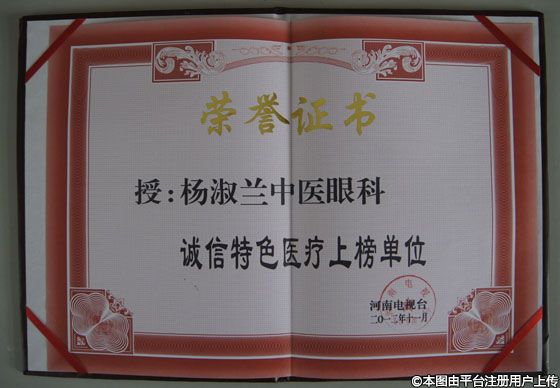 荣誉证书
授:杨淑兰中医眼科
诚信特色医疗上榜单位
河南电视台
二〇一二年十一月
©本图由平台注册用户上传